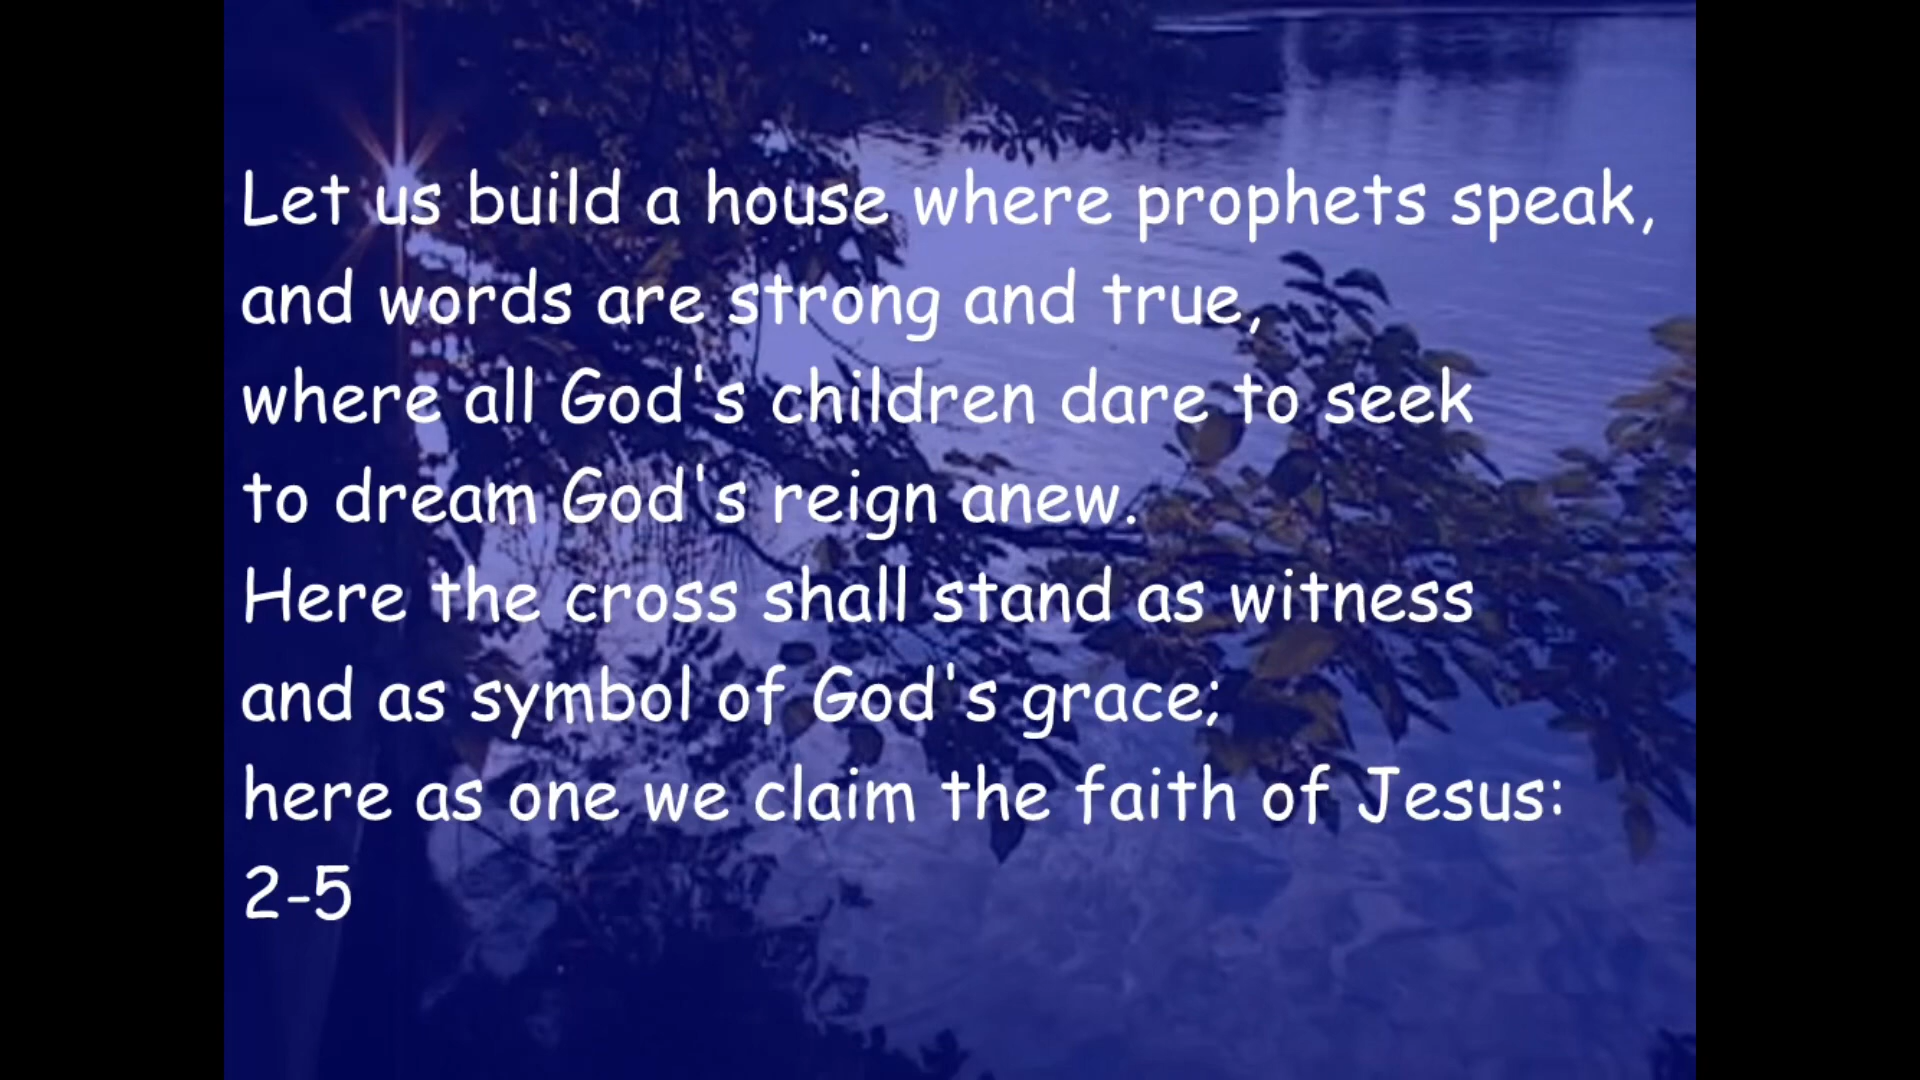 Let us build a house where prophets speak,
and words are strong and true,
where all God's children dare to seek
to dream God's reign anew.
Here the cross shall stand as witness
and as symbol of God's grace;
here as one we claim the faith of Jesus:
2-5